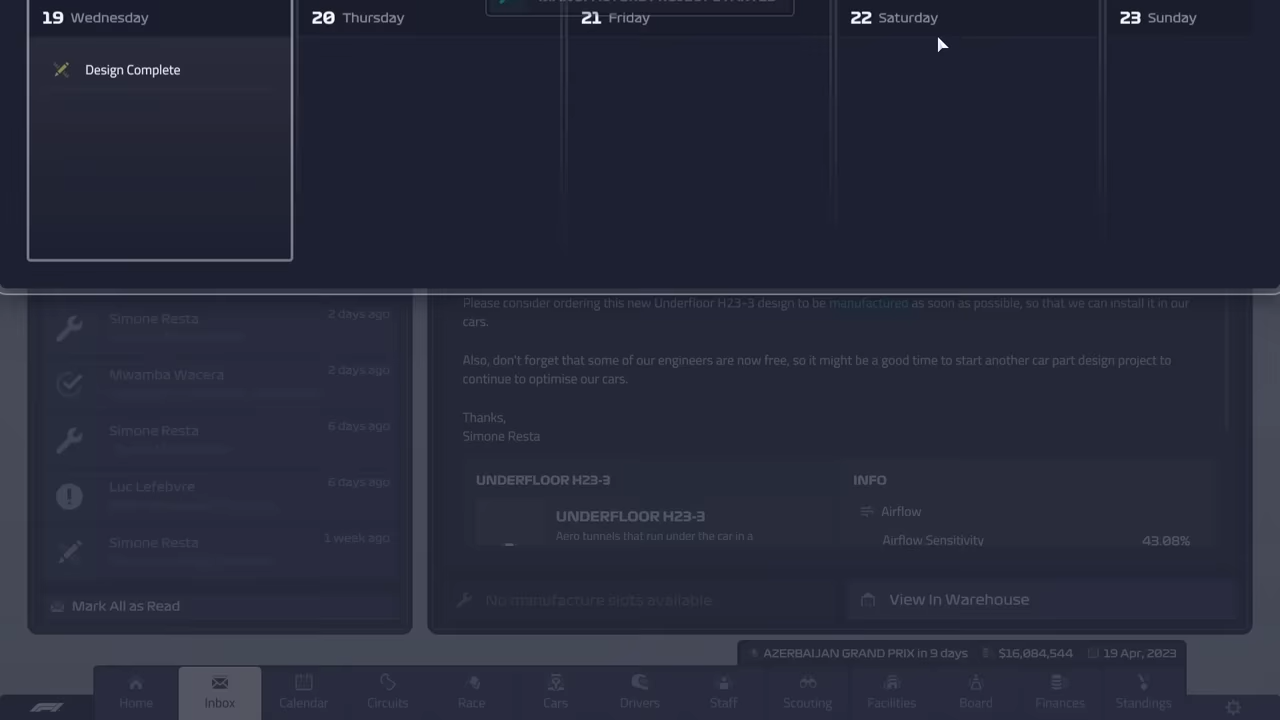 19 Wednesday
20 Thursday
21 Friday
22 Saturday
23 Sunday
Design Complete
Simone Resta
2 days ago
Mwamba Wacera
2 days ago
Simone Resta
6 days ago
Luc Lefebvre
6 days ago
Simone Resta
1 week ago
Mark All as Read
Please consider ordering this new Underfloor H23-3 design to be manufactured as soon as possible, so that we can install it in our
cars.
Also, don't forget that some of our engineers are now free, so it might be a good time to start another car part design project to
continue to optimise our cars.
Thanks,
Simone Resta
UNDERFLOOR H23-3
INFO
UNDERFLOOR H23-3
Aero tunnels that run under the car in a
Airflow
Airflow Sensitivity
43.08%
No manufacture slots available
View In Warehouse
AZERBAIJAN GRAND PRIX in 9 days
$16,084,544
19 Apr, 2023
Home
Inbox
Calendar
Circuits
Race
Cars
Drivers
Staff
Scouting
Facilities
Board
Finances
Standings